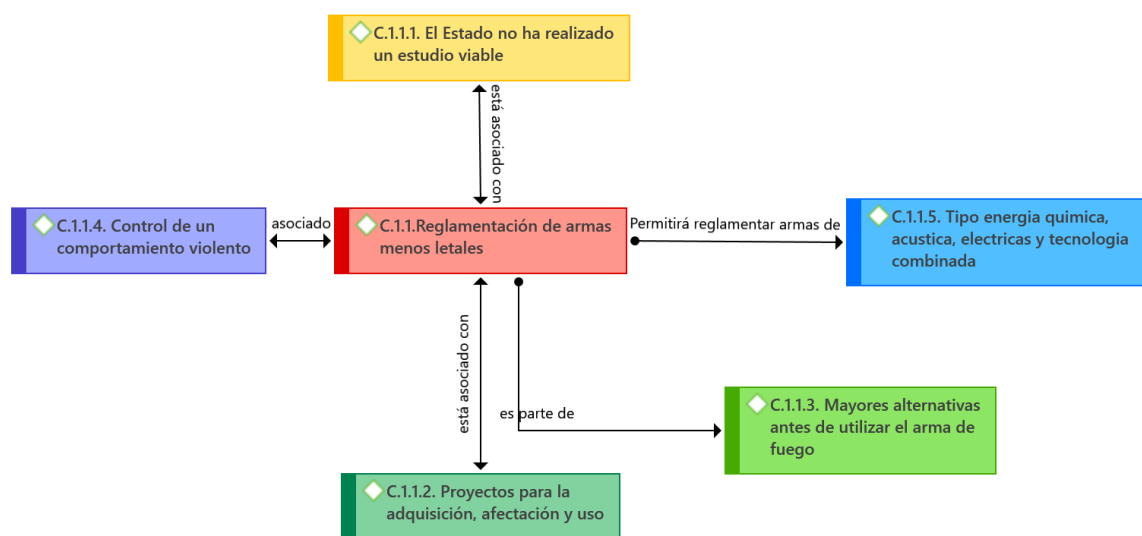 C.1.1.1. El Estado no ha realizado
un estudio viable
está asociado con
C.1.1.4. Control de un
comportamiento violento
asociado
C.1.1.Reglamentación de armas
menos letales
Permitirá reglamentar armas de
C.1.1.5. Tipo energia quimica,
acustica, electricas y tecnologia
combinada
está asociado con
es parte de
C.1.1.3. Mayores alternativas
antes de utilizar el arma de
fuego
C.1.1.2. Proyectos para la
adquisición, afectación y uso